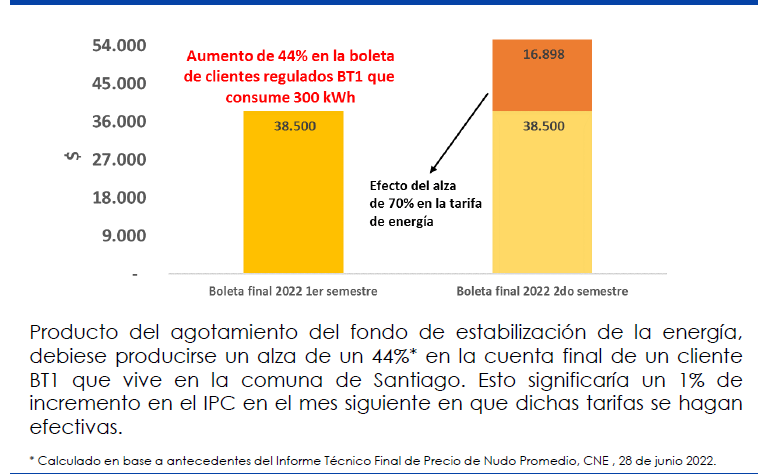 54.000
45.000
36.000
27.000
18.000
9.000
-
$
Aumento de 44% en la boleta
de clientes regulados BT1 que
consume 300 kWh
38.500
16.898
38.500
Efecto del alza
de 70% en la tarifa
de energía
Boleta final 2022 1er semestre
Boleta final 2022 2do semestre
Producto del agotamiento del fondo de estabilización de la energía,
debiese producirse un alza de un 44%* en la cuenta final de un cliente
BT1 que vive en la comuna de Santiago. Esto significaría un 1% de
incremento en el IPC en el mes siguiente en que dichas tarifas se hagan
efectivas.
* Calculado en base a antecedentes del Informe Técnico Final de Precio de Nudo Promedio, CNE , 28 de junio 2022.